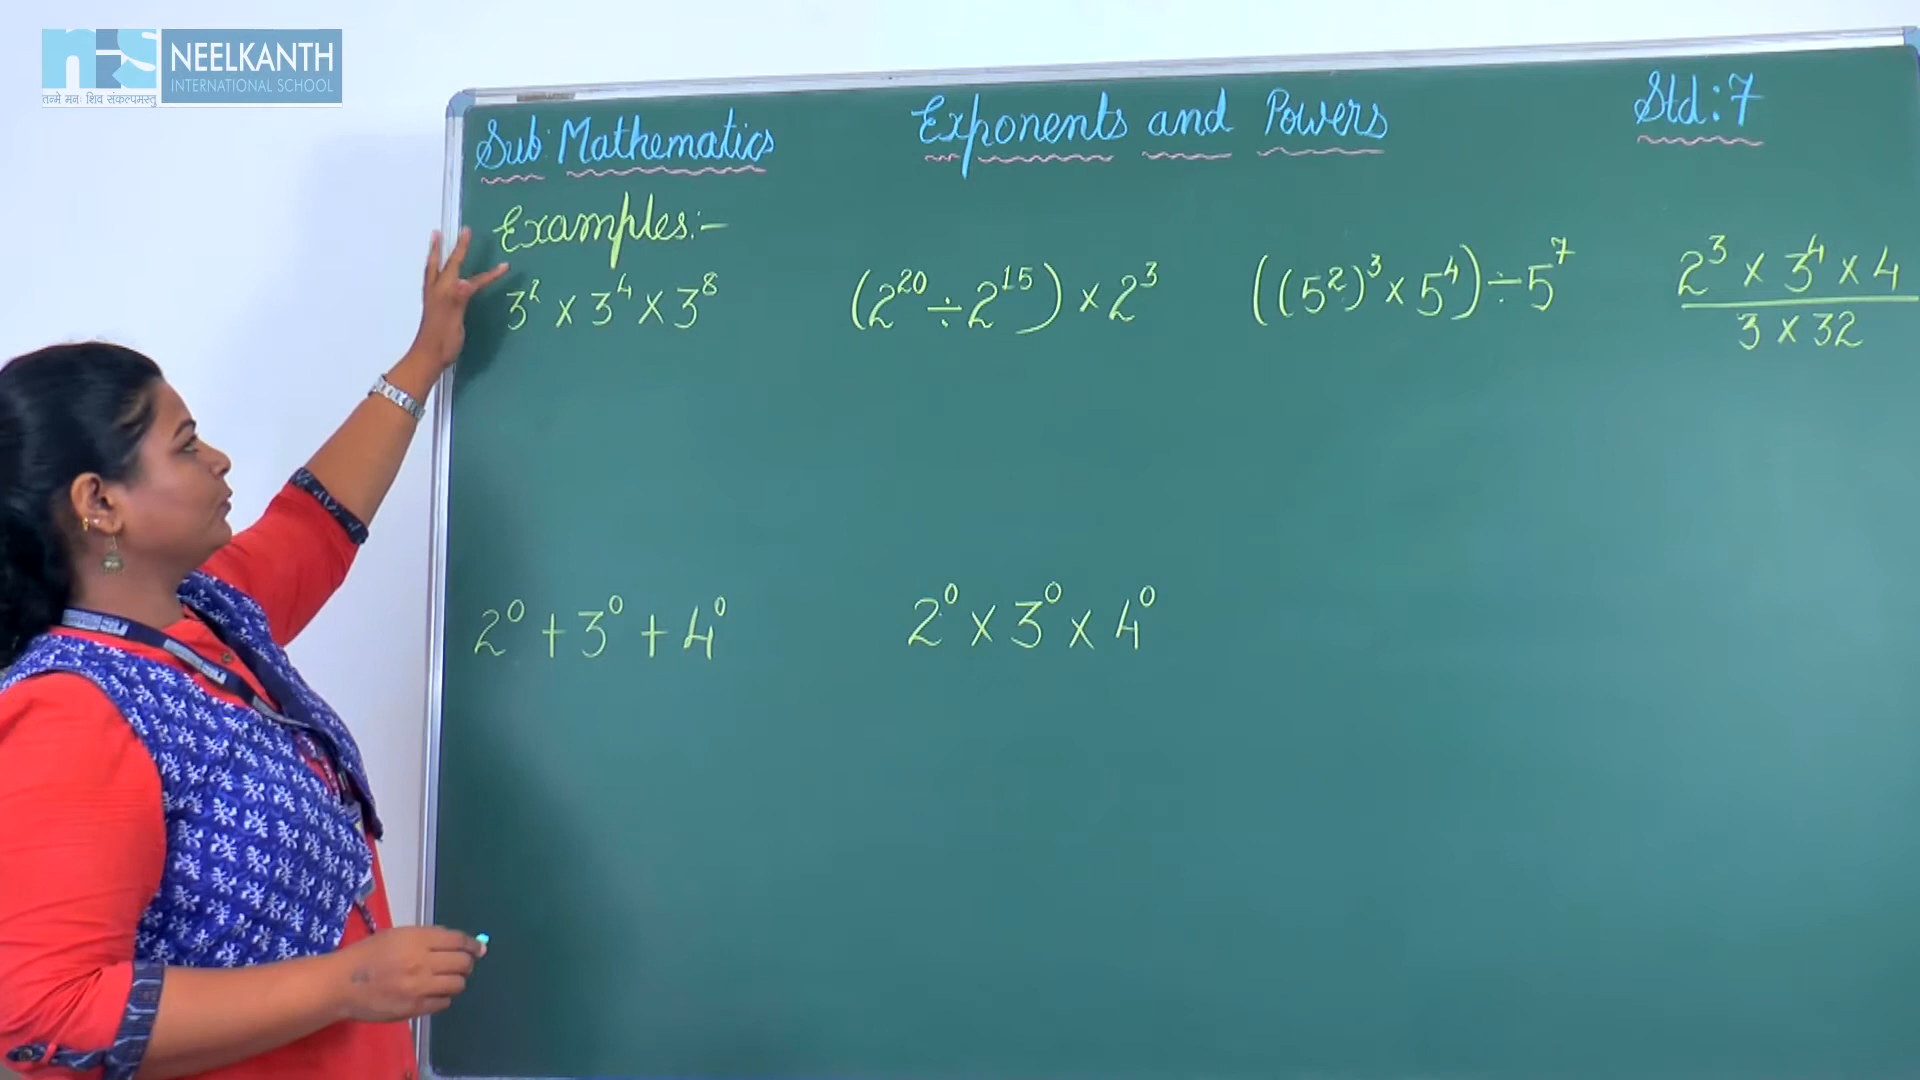 nis NEELKANTH
INTERNATIONAL SCHOOL
तन्मे मनः शिव संकल्पमस्तु
Sub: Mathematics Exponents and Powers Std: 7
Examples:-
3² × 3⁴ × 3⁸ (2²⁰ ÷ 2¹⁵) × 2³ ((5²)³ × 5⁴) ÷ 5⁷ 2³ × 3⁴ × 4
3 × 32
2⁰ + 3⁰ + 4⁰ 2⁰ × 3⁰ × 4⁰